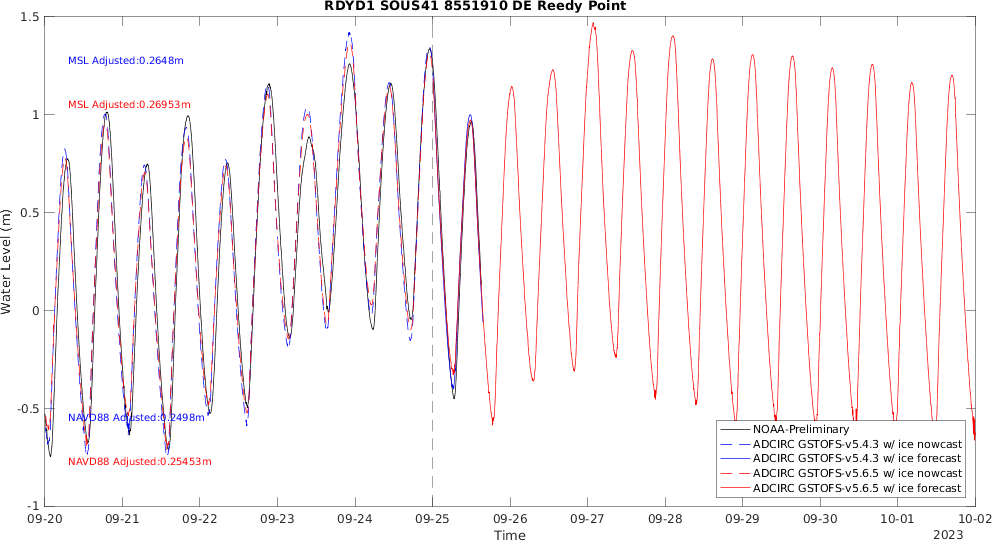 RDYD1 SOUS41 8551910 DE Reedy Point
Water Level (m)
1.5
1
0.5
0
-0.5
-1
MSL Adjusted:0.2648m
MSL Adjusted:0.26953m
NAVD88 Adjusted:0.2498m
NAVD88 Adjusted:0.25453m
NOAA-Preliminary
ADCIRC GSTOFS-v5.4.3 w/ ice nowcast
ADCIRC GSTOFS-v5.4.3 w/ ice forecast
ADCIRC GSTOFS-v5.6.5 w/ ice nowcast
ADCIRC GSTOFS-v5.6.5 w/ ice forecast
09-20 09-21 09-22 09-23 09-24 09-25 09-26 09-27 09-28 09-29 09-30 10-01 10-02
Time
2023